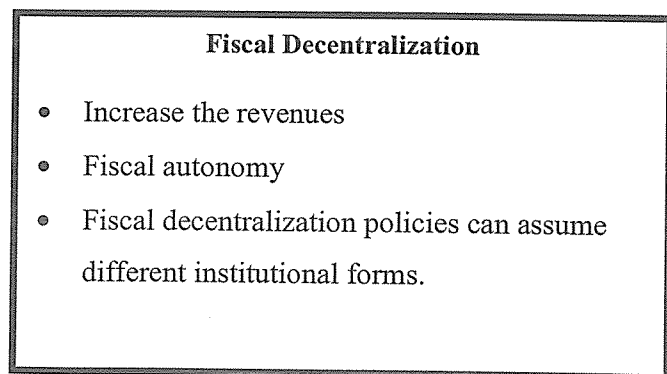 Fiscal Decentralization
• Increase the revenues
• Fiscal autonomy
• Fiscal decentralization policies can assume
different institutional forms.